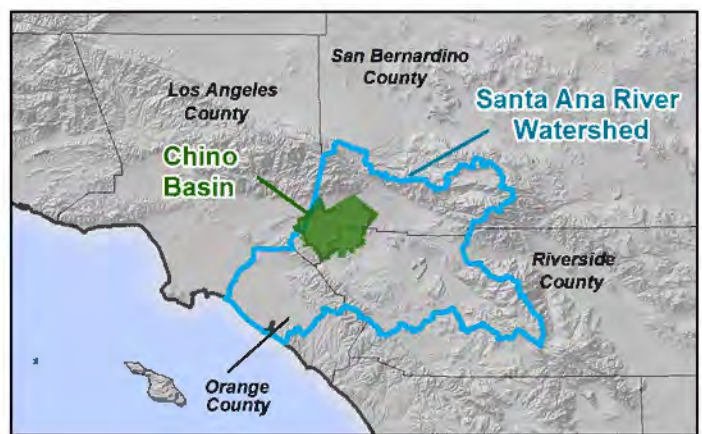 San Bernardino
County
Los Angeles
County
Santa Ana River
Watershed
Chino
Basin
Riverside
County
Orange
County